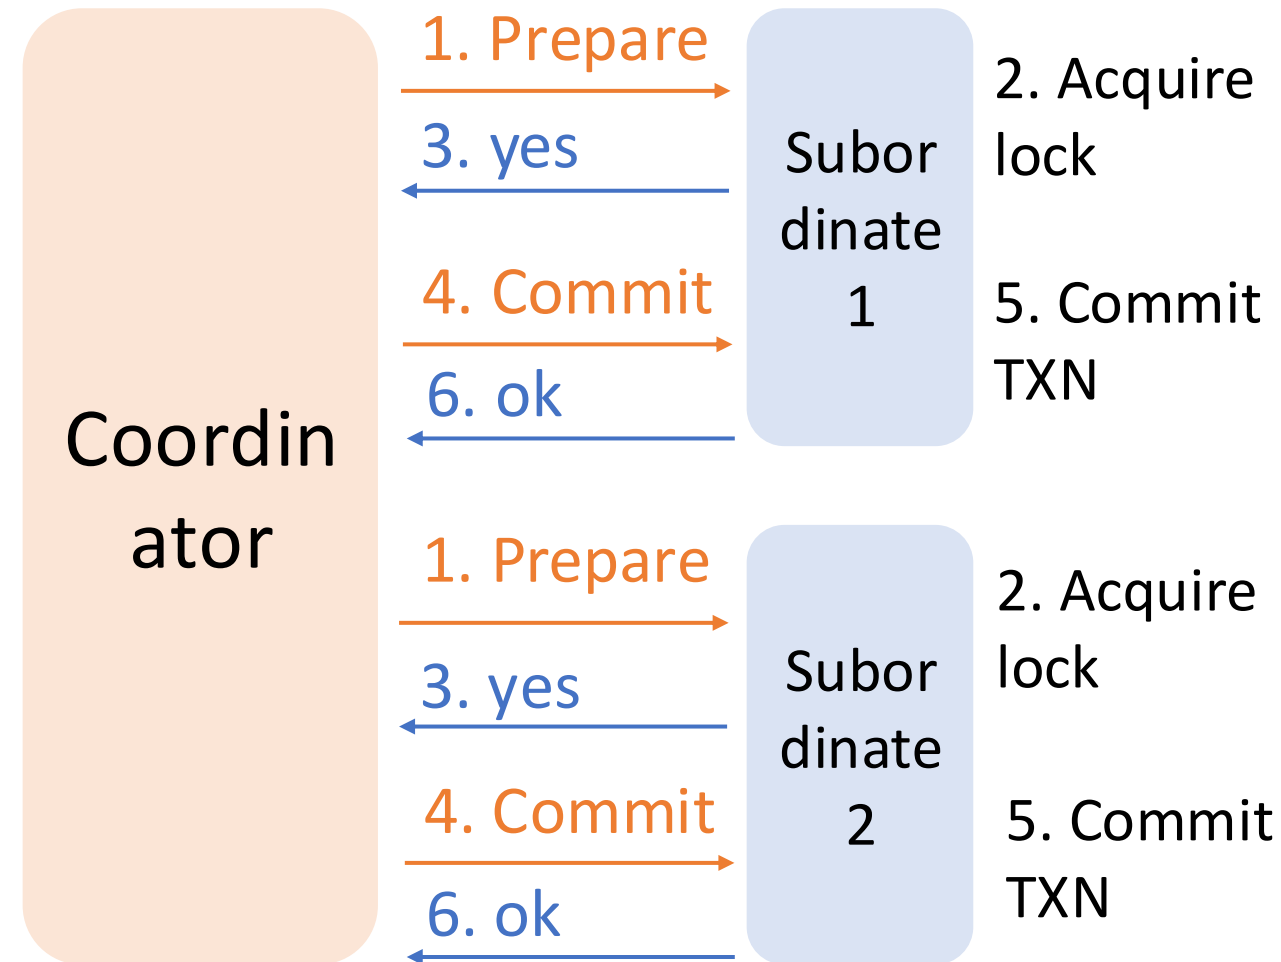 Coordin
ator
1. Prepare
3. yes
4. Commit
6. ok
Subor
dinate
1
2. Acquire
lock
5. Commit
TXN
1. Prepare
3. yes
4. Commit
6. ok
Subor
dinate
2
2. Acquire
lock
5. Commit
TXN